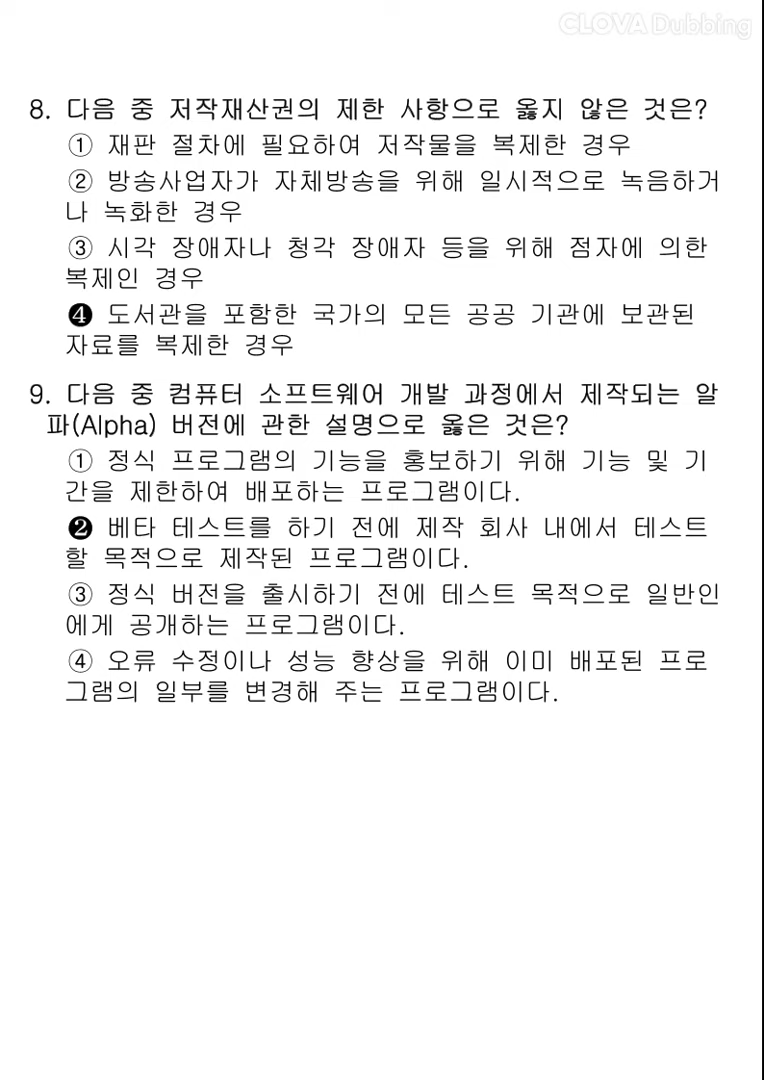 CLOVA Dubbing
8. 다음 중 저작재산권의 제한 사항으로 옳지 않은 것은?
① 재판 절차에 필요하여 저작물을 복제한 경우
② 방송사업자가 자체방송을 위해 일시적으로 녹음하거
나 녹화한 경우
③ 시각 장애자나 청각 장애자 등을 위해 점자에 의한
복제인 경우
❹ 도서관을 포함한 국가의 모든 공공 기관에 보관된
자료를 복제한 경우
9. 다음 중 컴퓨터 소프트웨어 개발 과정에서 제작되는 알
파(Alpha) 버전에 관한 설명으로 옳은 것은?
① 정식 프로그램의 기능을 홍보하기 위해 기능 및 기
간을 제한하여 배포하는 프로그램이다.
❷ 베타 테스트를 하기 전에 제작 회사 내에서 테스트
할 목적으로 제작된 프로그램이다.
③ 정식 버전을 출시하기 전에 테스트 목적으로 일반인
에게 공개하는 프로그램이다.
④ 오류 수정이나 성능 향상을 위해 이미 배포된 프로
그램의 일부를 변경해 주는 프로그램이다.